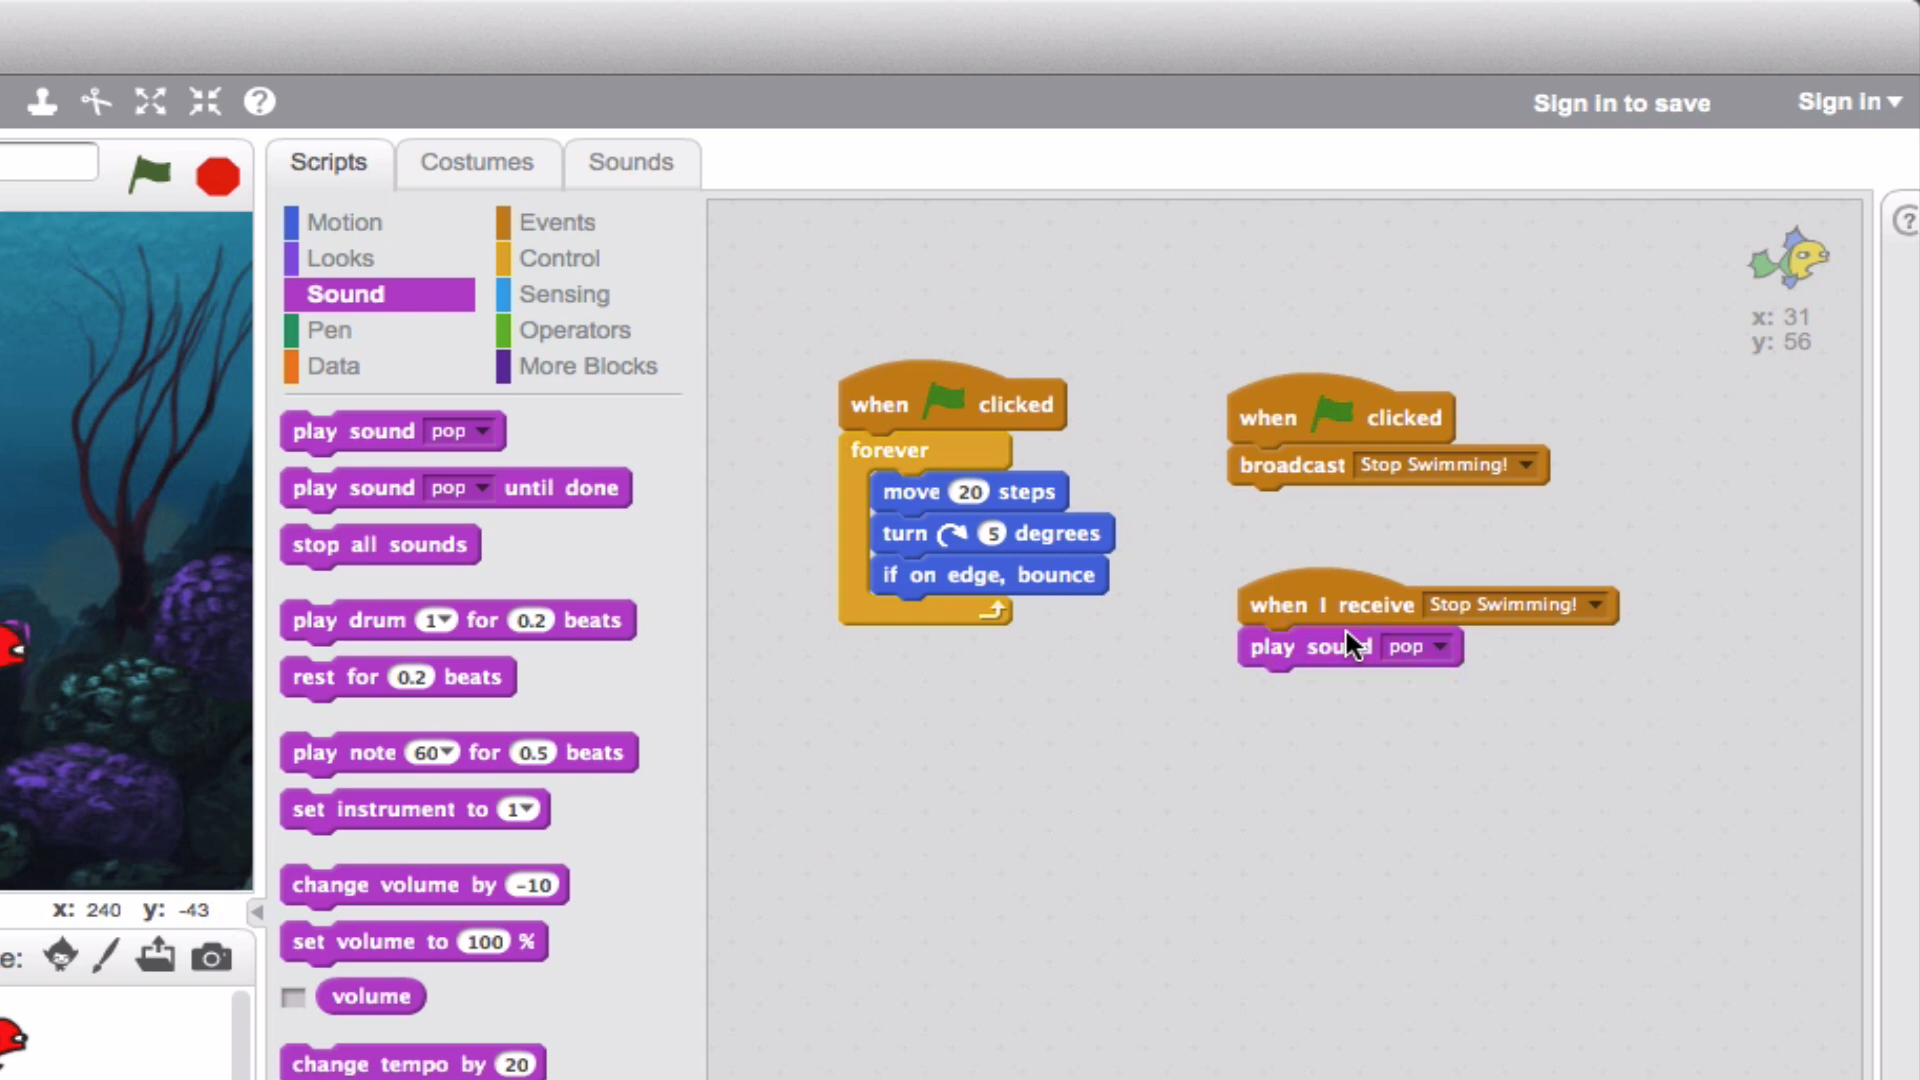 Sign in to save
Sign in
Scripts
Costumes
Sounds
Motion
Looks
Sound
Pen
Data
Events
Control
Sensing
Operators
More Blocks
play sound pop
play sound pop until done
stop all sounds
play drum 1 for 0.2 beats
rest for 0.2 beats
play note 60 for 0.5 beats
set instrument to 1
change volume by -10
set volume to 100 %
volume
change tempo by 20
when clicked
forever
move 20 steps
turn 5 degrees
if on edge, bounce
when clicked
broadcast Stop Swimming!
when I receive Stop Swimming!
play sound pop
x: 31
y: 56
x: 240 y: -43
e: